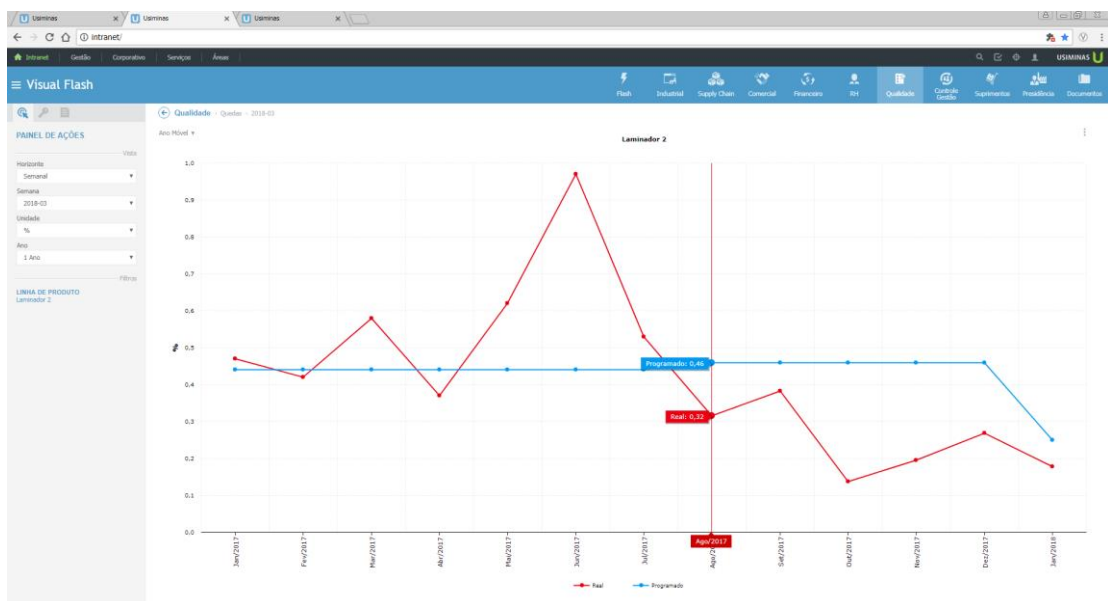 Usiminas
Usiminas
Usiminas
intranet/
Intranet Gestão Corporativo Serviços Áreas
USIMINAS
Visual Flash
Flash Industrial Supply Chain Comercial Financeiro RH Qualidade Controle Gestão Suprimentos Presidência Documentos
Qualidade Quedas 2018-03
PAINEL DE AÇÕES
Visão
Horizonte
Semanal
Semana
2018-03
Unidade
%
Ano
1 Ano
Filtros
LINHA DE PRODUTO
Laminador 2
Ano Móvel
Laminador 2
1,0
0,9
0,8
0,7
0,6
0,5
0,4
0,3
0,2
0,1
0,0
%
Programado: 0,46
Real: 0,32
Ago/2017
Jan/2017
Fev/2017
Mar/2017
Abr/2017
Mai/2017
Jun/2017
Jul/2017
Set/2017
Out/2017
Nov/2017
Dez/2017
Jan/2018
Real Programado